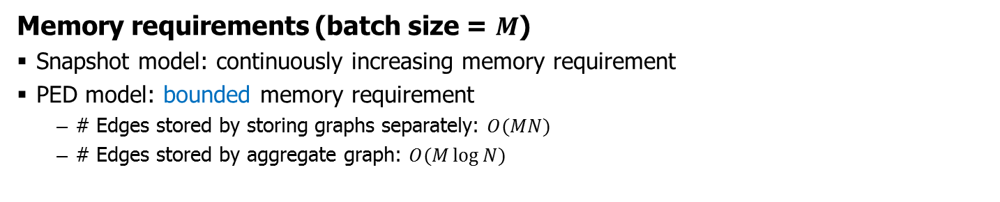 Memory requirements (batch size = M)
▪ Snapshot model: continuously increasing memory requirement
▪ PED model: bounded memory requirement
– # Edges stored by storing graphs separately: O(MN)
– # Edges stored by aggregate graph: O(M log N)